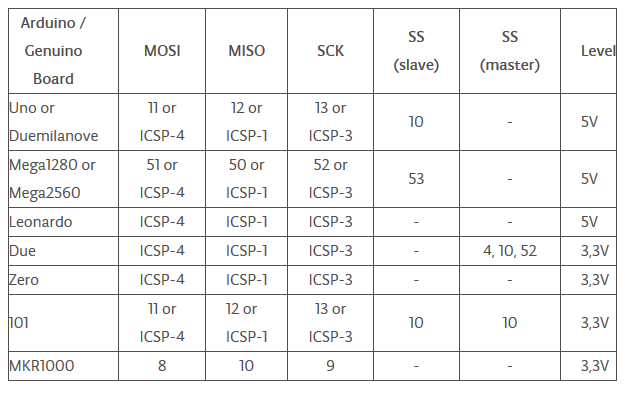 Arduino / Genuino Board MOSI MISO SCK SS (slave) SS (master) Level
Uno or Duemilanove 11 or ICSP-4 12 or ICSP-1 13 or ICSP-3 10 - 5V
Mega1280 or Mega2560 51 or ICSP-4 50 or ICSP-1 52 or ICSP-3 53 - 5V
Leonardo ICSP-4 ICSP-1 ICSP-3 - - 5V
Due ICSP-4 ICSP-1 ICSP-3 - 4, 10, 52 3,3V
Zero ICSP-4 ICSP-1 ICSP-3 - - 3,3V
101 11 or ICSP-4 12 or ICSP-1 13 or ICSP-3 10 10 3,3V
MKR1000 8 10 9 - - 3,3V